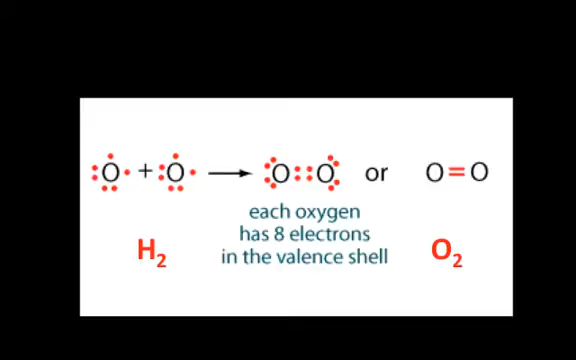 :Ö· + :Ö· → :O::O: or O=O
each oxygen
has 8 electrons
in the valence shell
H₂ O₂